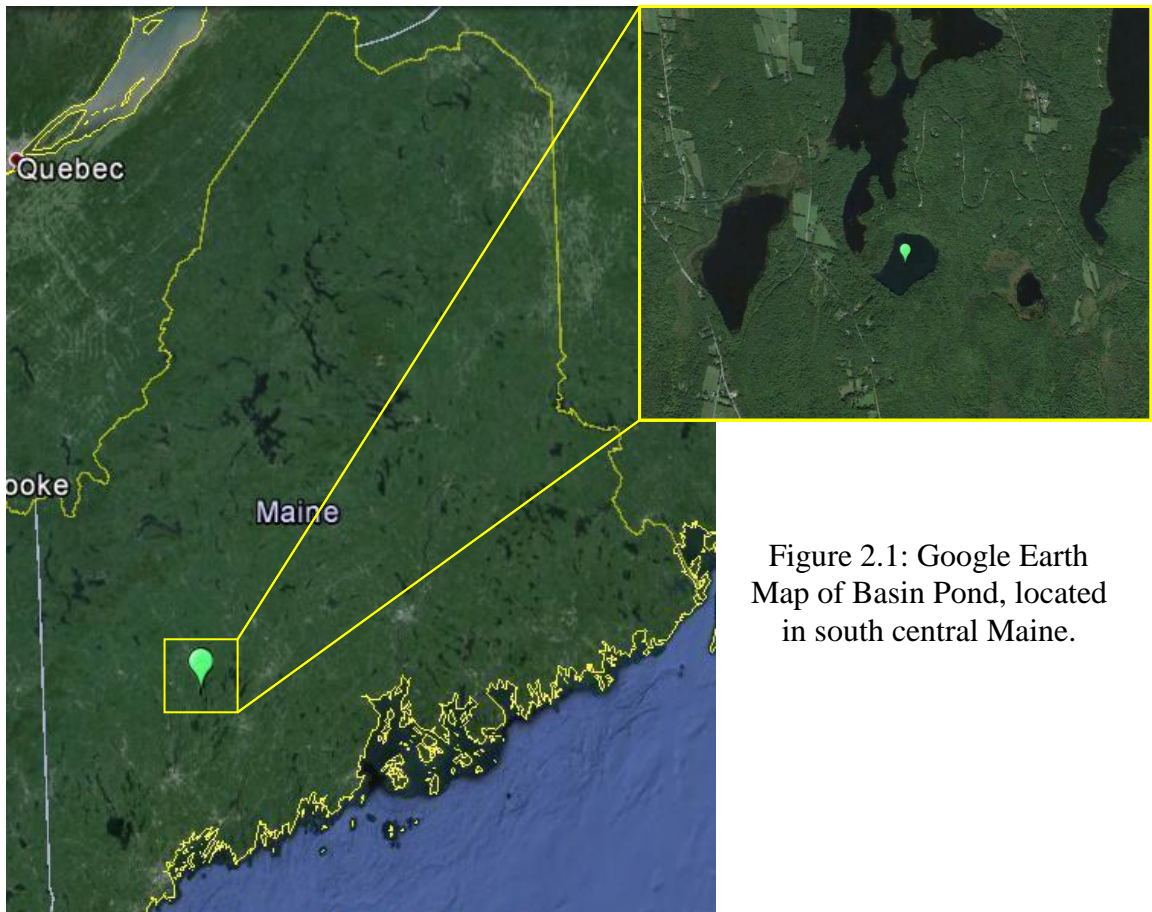 Quebec
ooke
Maine
Figure 2.1: Google Earth
Map of Basin Pond, located
in south central Maine.